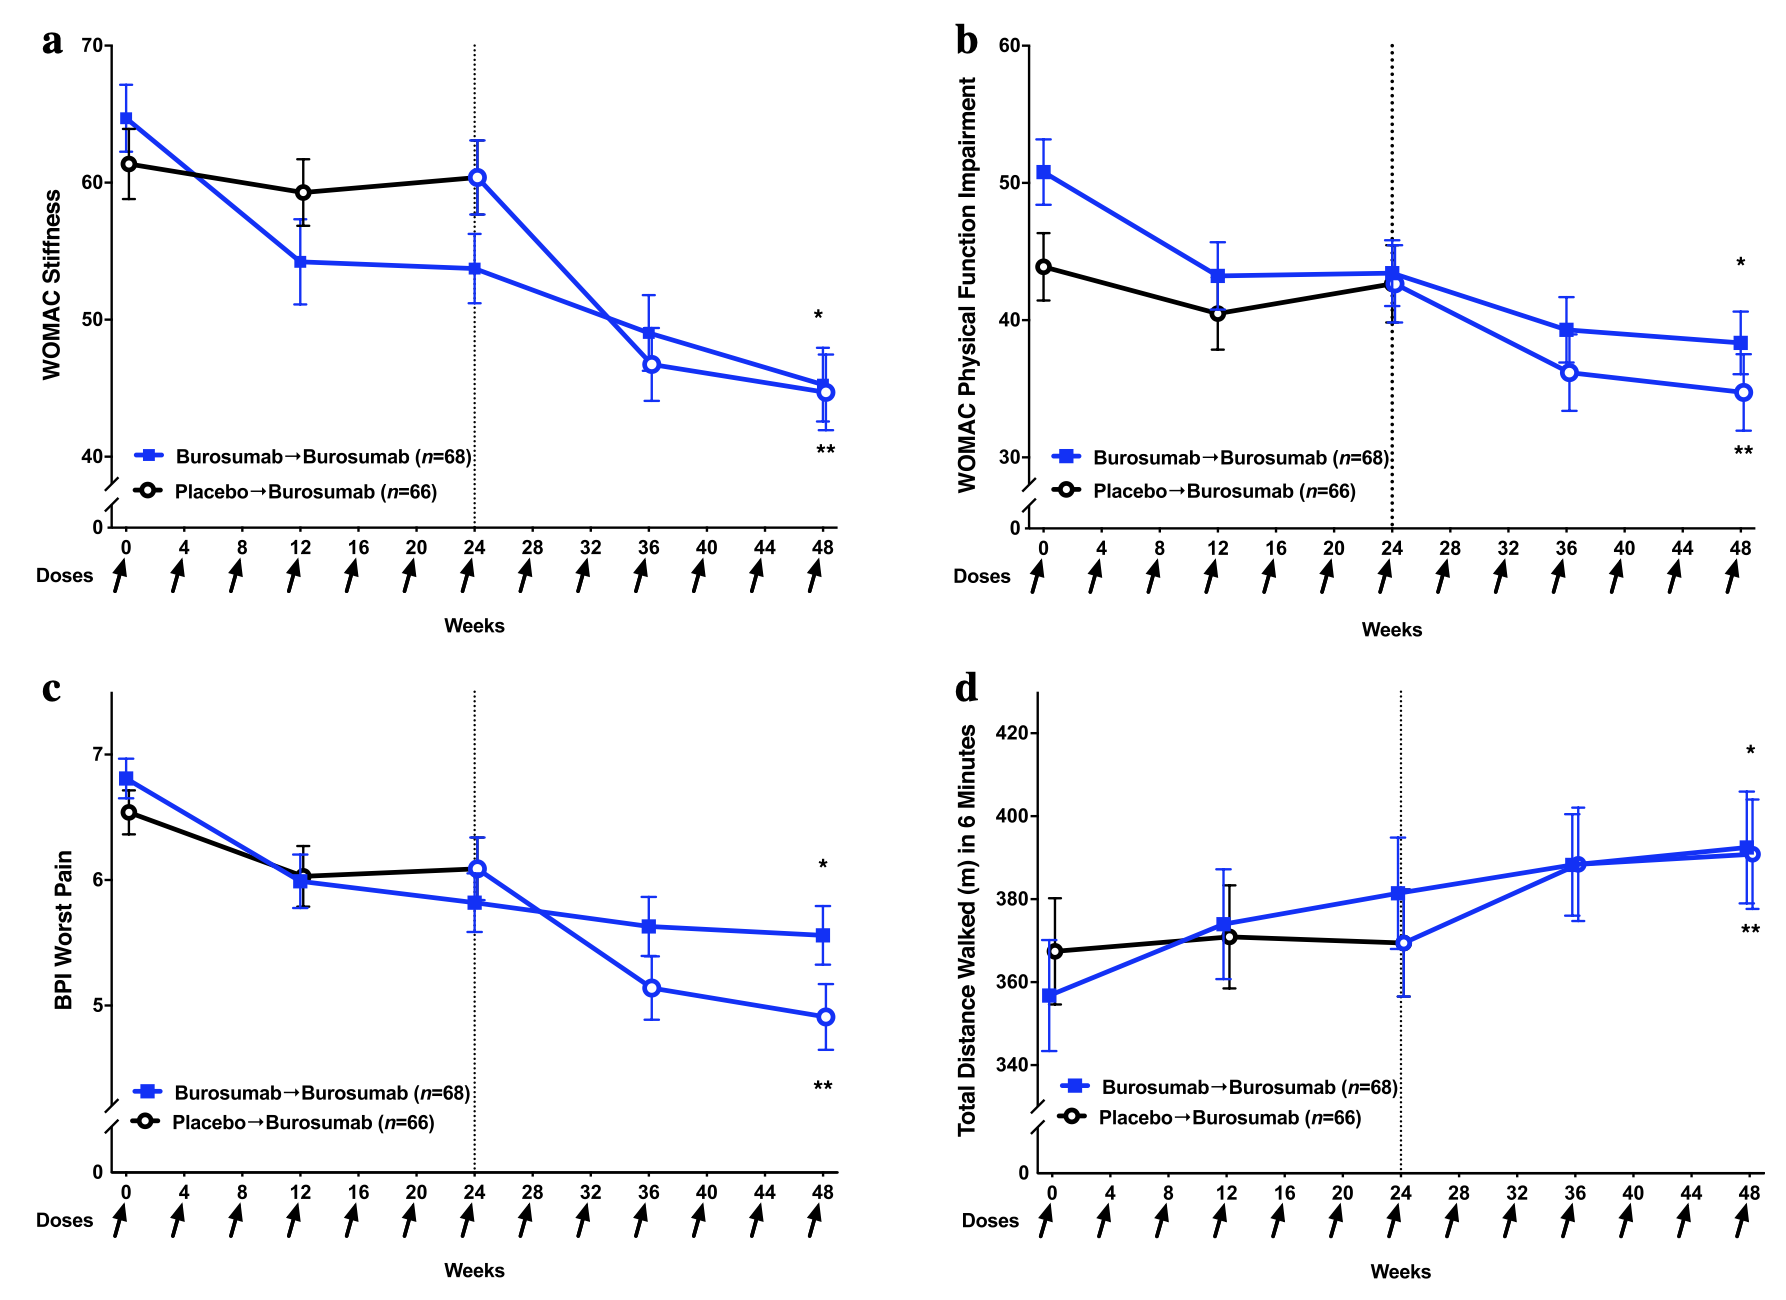 a
WOMAC Stiffness
70
60
50
40
0
*
**
Burosumab→Burosumab (n=68)
Placebo→Burosumab (n=66)
0 4 8 12 16 20 24 28 32 36 40 44 48
Doses
Weeks
b
WOMAC Physical Function Impairment
60
50
40
30
0
*
**
Burosumab→Burosumab (n=68)
Placebo→Burosumab (n=66)
0 4 8 12 16 20 24 28 32 36 40 44 48
Doses
Weeks
c
BPI Worst Pain
7
6
5
0
*
**
Burosumab→Burosumab (n=68)
Placebo→Burosumab (n=66)
0 4 8 12 16 20 24 28 32 36 40 44 48
Doses
Weeks
d
Total Distance Walked (m) in 6 Minutes
420
400
380
360
340
0
*
**
Burosumab→Burosumab (n=68)
Placebo→Burosumab (n=66)
0 4 8 12 16 20 24 28 32 36 40 44 48
Doses
Weeks